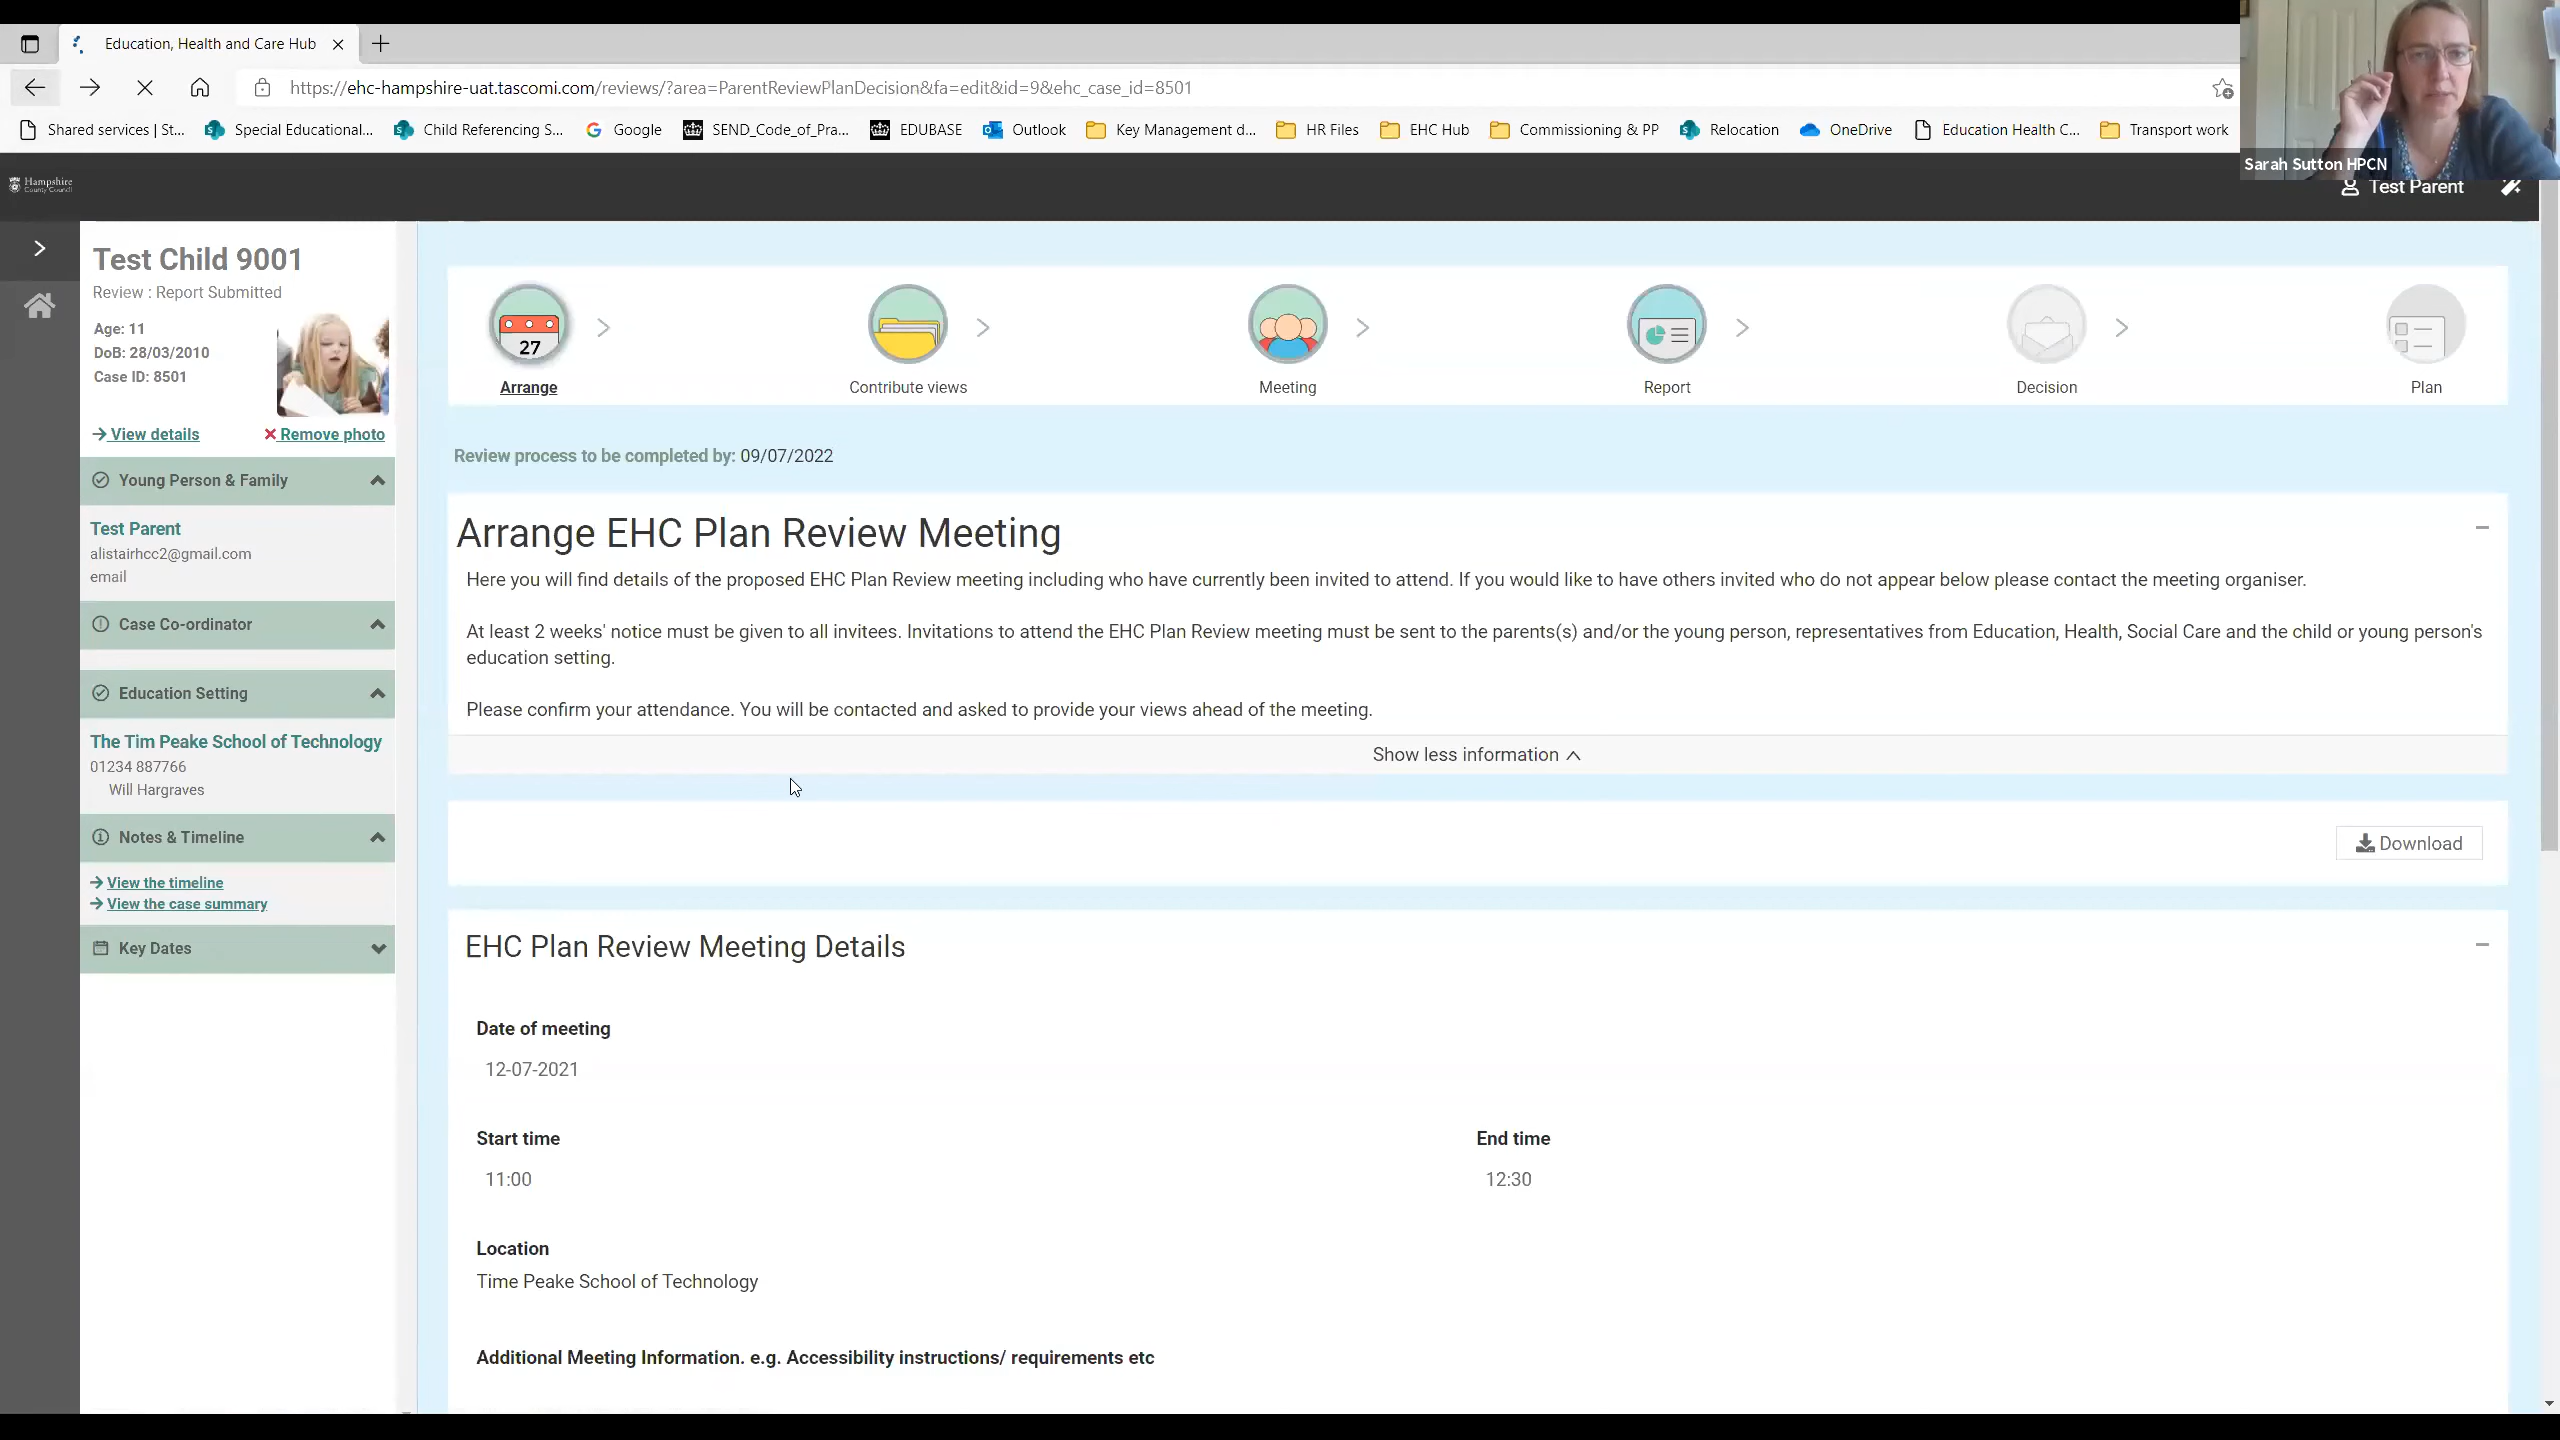 Education, Health and Care Hub
https://ehc-hampshire-uat.tascomi.com/reviews/?area=ParentReviewPlanDecision&fa=edit&id=9&ehc_case_id=8501
Shared services | St... Special Educational... Child Referencing S... Google SEND_Code_of_Pra... EDUBASE Outlook Key Management d... HR Files EHC Hub Commissioning & PP Relocation OneDrive Education Health C... Transport work
Sarah Sutton HPCN
Hampshire
County Council
Test Parent
Test Child 9001
Review : Report Submitted
Age: 11
DoB: 28/03/2010
Case ID: 8501
View details
Remove photo
Young Person & Family
Test Parent
alistairhcc2@gmail.com
email
Case Co-ordinator
Education Setting
The Tim Peake School of Technology
01234 887766
Will Hargraves
Notes & Timeline
View the timeline
View the case summary
Key Dates
27
Arrange
Contribute views
Meeting
Report
Decision
Plan
Review process to be completed by: 09/07/2022
Arrange EHC Plan Review Meeting
Here you will find details of the proposed EHC Plan Review meeting including who have currently been invited to attend. If you would like to have others invited who do not appear below please contact the meeting organiser.
At least 2 weeks' notice must be given to all invitees. Invitations to attend the EHC Plan Review meeting must be sent to the parents(s) and/or the young person, representatives from Education, Health, Social Care and the child or young person's
education setting.
Please confirm your attendance. You will be contacted and asked to provide your views ahead of the meeting.
Show less information
Download
EHC Plan Review Meeting Details
Date of meeting
12-07-2021
Start time
End time
11:00
12:30
Location
Time Peake School of Technology
Additional Meeting Information. e.g. Accessibility instructions/ requirements etc